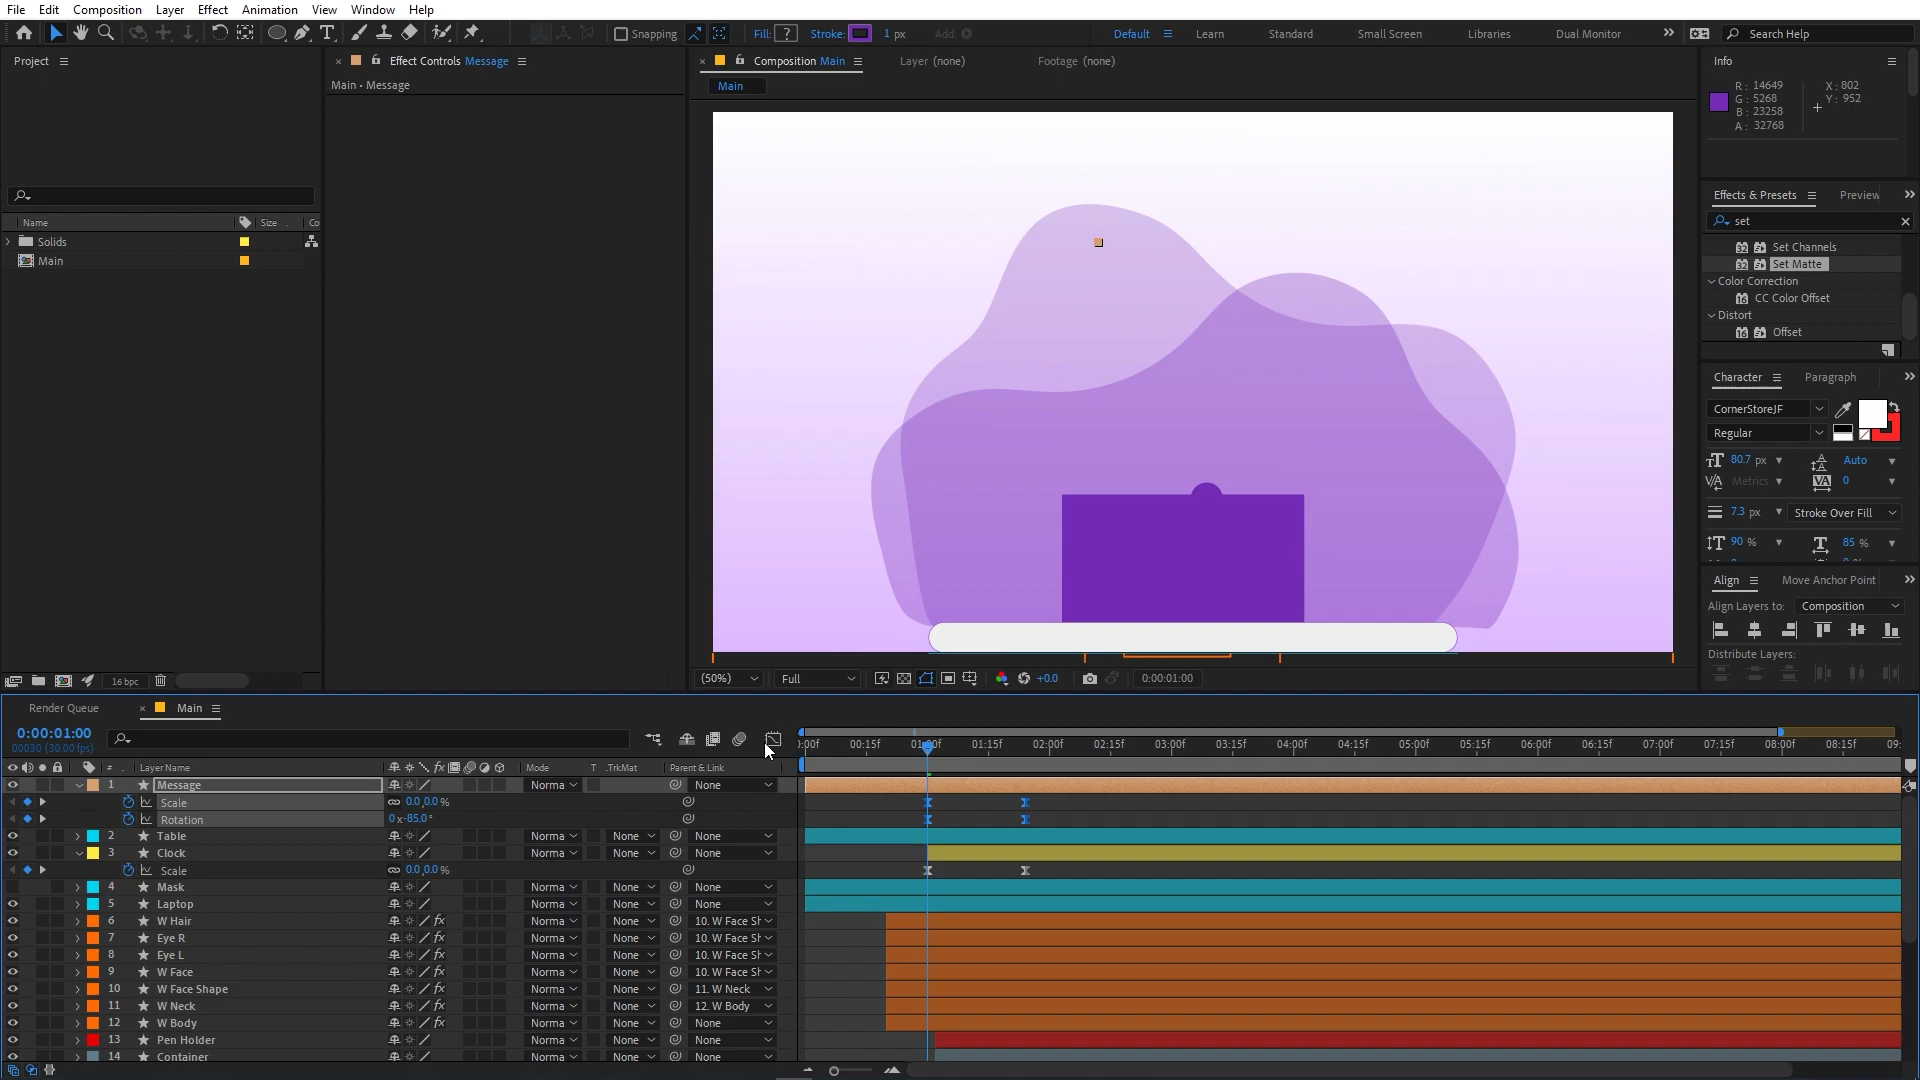 File Edit Composition Layer Effect Animation View Window Help
Snapping Fill: ? Stroke: 1 px Add: Default Learn Standard Small Screen Libraries Dual Monitor Search Help
Project Effect Controls Message Composition Main Layer (none) Footage (none) Info
Main • Message Main
R: 14649 X: 802
G: 5268 Y: 952
B: 23258
A: 32768
Effects & Presets Preview
set
Name Size Co
Solids
Main
Set Channels
Set Matte
Color Correction
CC Color Offset
Distort
Offset
Character Paragraph
CornerStoreJF
Regular
80.7 px Auto
Metrics 0
7.3 px Stroke Over Fill
90 % 85 %
Align Move Anchor Point
Align Layers to: Composition
Distribute Layers:
16 bpc (50%) Full +0.0 0:00:01:00
Render Queue Main
0:00:01:00
00030 (30.00 fps)
:00f 00:15f 01:00f 01:15f 02:00f 02:15f 03:00f 03:15f 04:00f 04:15f 05:00f 05:15f 06:00f 06:15f 07:00f 07:15f 08:00f 08:15f 09:
# Layer Name Mode T .TrkMat Parent & Link
1 Message Norma None
Scale 0.0,0.0 %
Rotation 0x-85.0°
2 Table Norma None None
3 Clock Norma None None
Scale 0.0,0.0 %
4 Mask Norma None None
5 Laptop Norma None None
6 W Hair Norma None 10. W Face Sh
7 Eye R Norma None 10. W Face Sh
8 Eye L Norma None 10. W Face Sh
9 W Face Norma None 10. W Face Sh
10 W Face Shape Norma None 11. W Neck
11 W Neck Norma None 12. W Body
12 W Body Norma None None
13 Pen Holder Norma None None
14 Container Norma None None